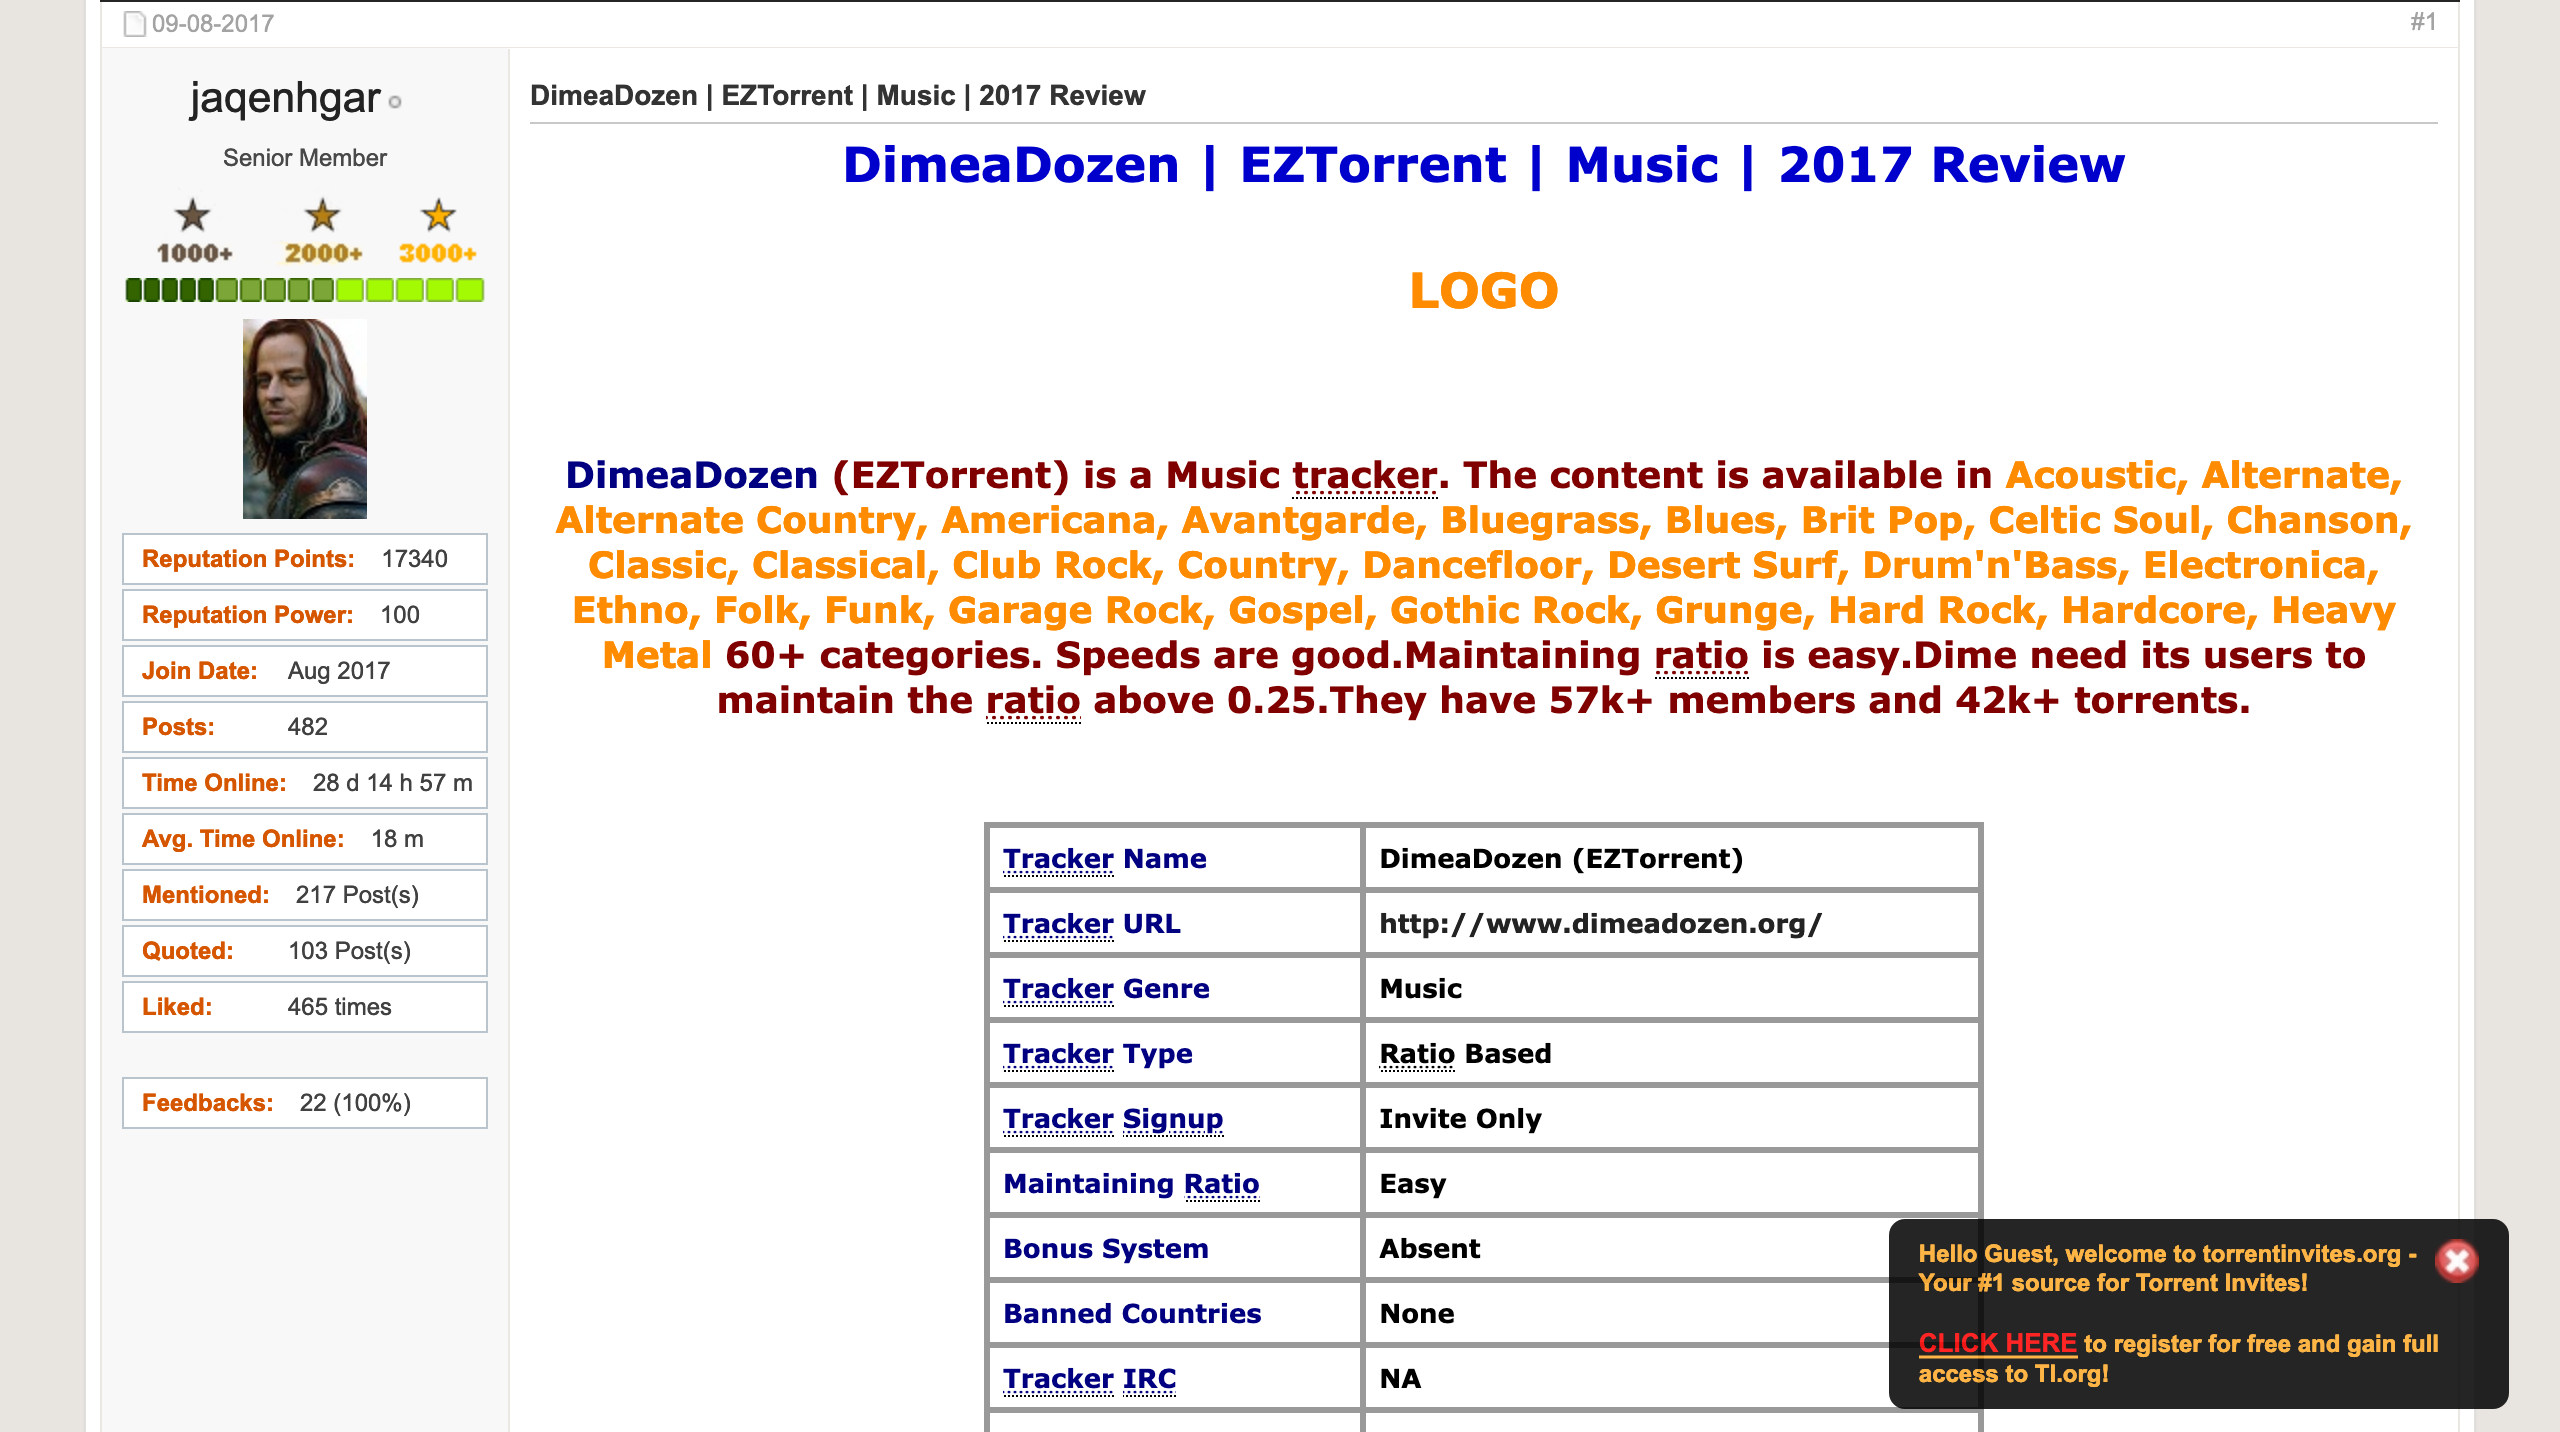 09-08-2017
#1
jaqenhgar
Senior Member
1000+ 2000+ 3000+
Reputation Points: 17340
Reputation Power: 100
Join Date: Aug 2017
Posts: 482
Time Online: 28 d 14 h 57 m
Avg. Time Online: 18 m
Mentioned: 217 Post(s)
Quoted: 103 Post(s)
Liked: 465 times
Feedbacks: 22 (100%)
DimeaDozen | EZTorrent | Music | 2017 Review
DimeaDozen | EZTorrent | Music | 2017 Review
LOGO
DimeaDozen (EZTorrent) is a Music tracker. The content is available in Acoustic, Alternate,
Alternate Country, Americana, Avantgarde, Bluegrass, Blues, Brit Pop, Celtic Soul, Chanson,
Classic, Classical, Club Rock, Country, Dancefloor, Desert Surf, Drum'n'Bass, Electronica,
Ethno, Folk, Funk, Garage Rock, Gospel, Gothic Rock, Grunge, Hard Rock, Hardcore, Heavy
Metal 60+ categories. Speeds are good.Maintaining ratio is easy.Dime need its users to
maintain the ratio above 0.25.They have 57k+ members and 42k+ torrents.
Tracker Name DimeaDozen (EZTorrent)
Tracker URL http://www.dimeadozen.org/
Tracker Genre Music
Tracker Type Ratio Based
Tracker Signup Invite Only
Maintaining Ratio Easy
Bonus System Absent
Banned Countries None
Tracker IRC NA
Hello Guest, welcome to torrentinvites.org -
Your #1 source for Torrent Invites!
CLICK HERE to register for free and gain full
access to TI.org!